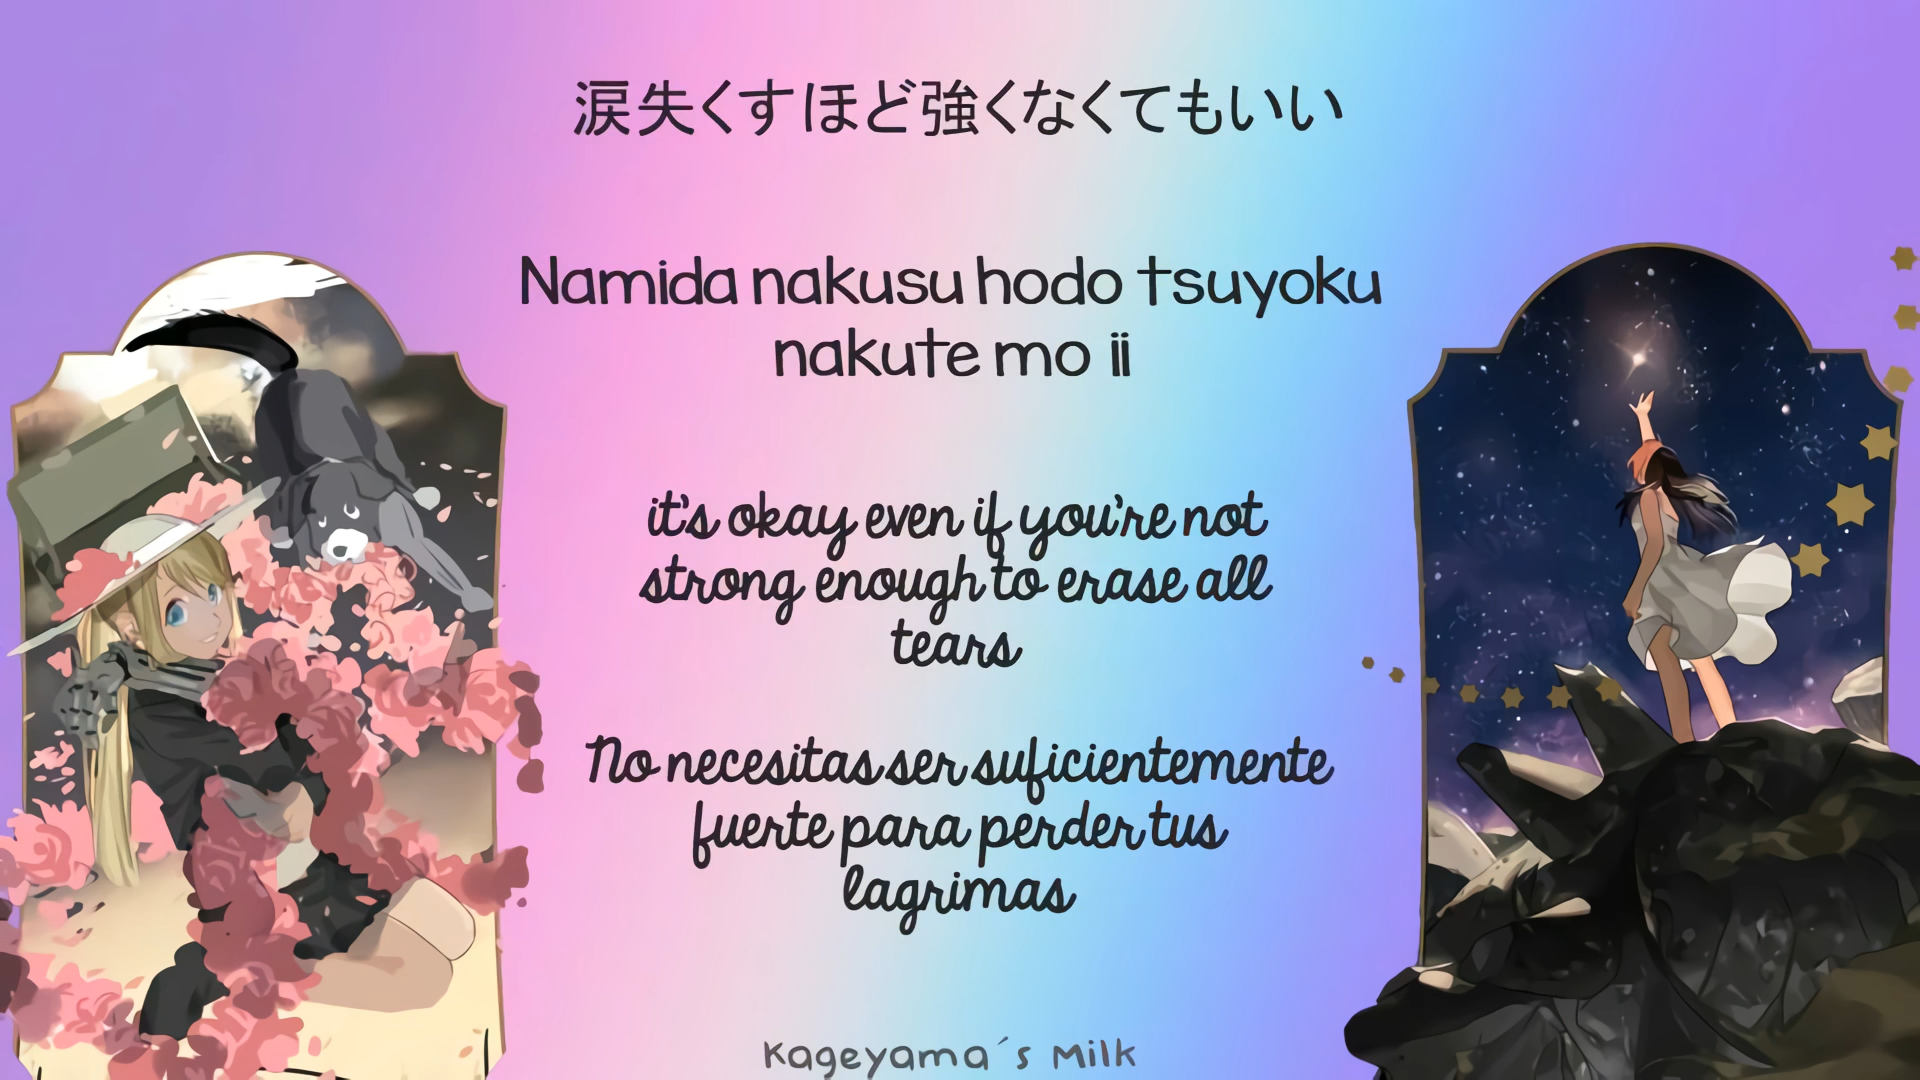 涙失くすほど強くなくてもいい
Namida nakusu hodo tsuyoku
nakute mo ii
it's okay even if you're not
strong enough to erase all
tears
No necesitas ser suficientemente
fuerte para perder tus
lagrimas
Kageyama´s Milk